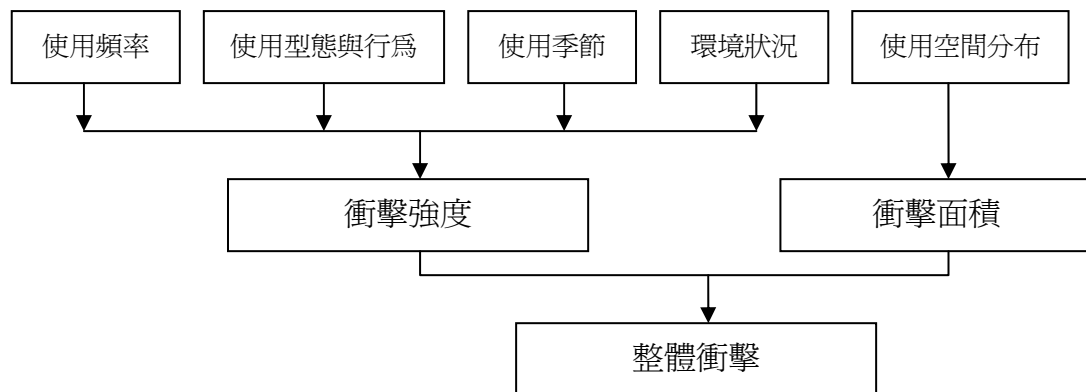 使用頻率
使用型態與行為
使用季節
環境狀況
使用空間分布
衝擊強度
衝擊面積
整體衝擊